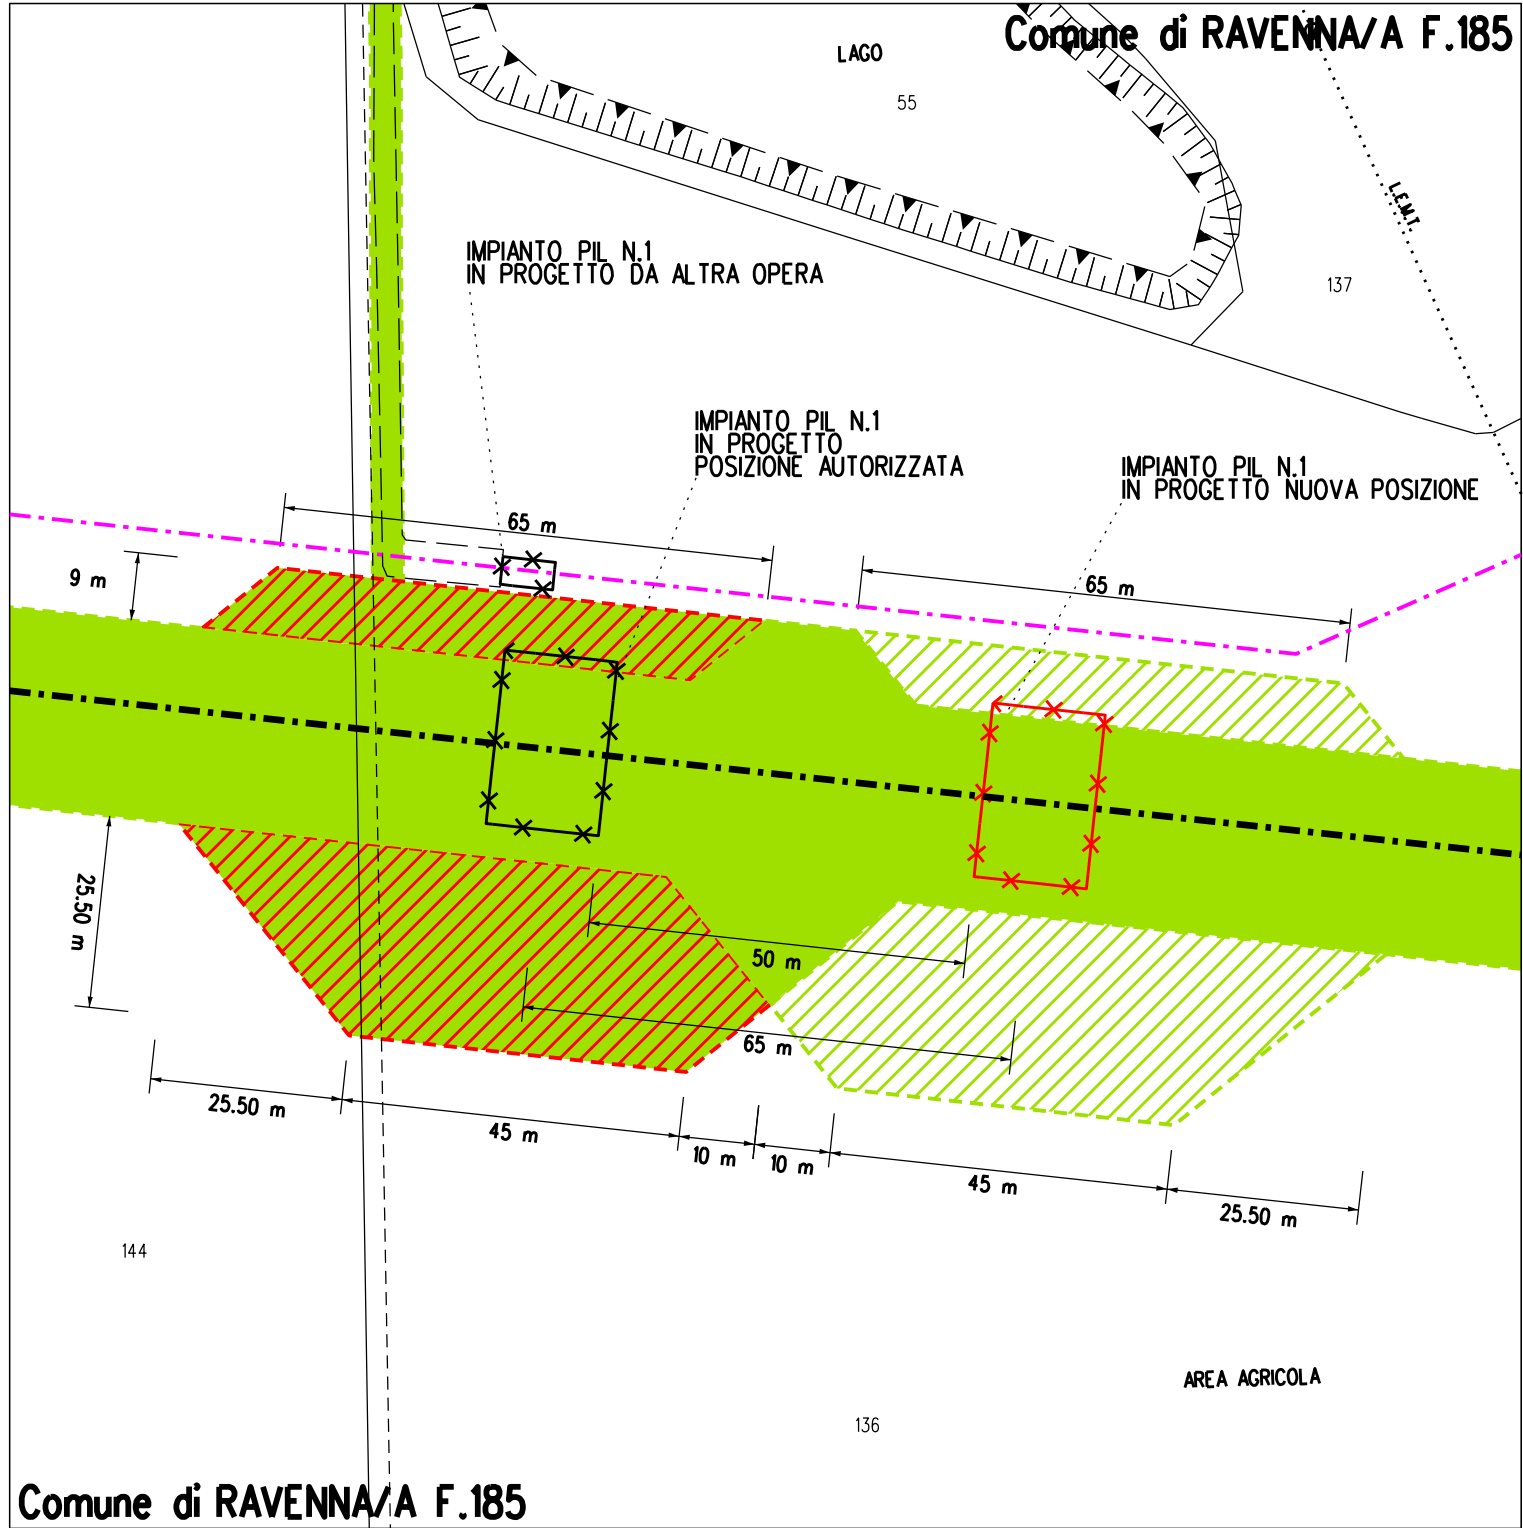 Comune di RAVENNA/A F.185
LAGO
55
I.F.M.T.
137
IMPIANTO PIL N.1
IN PROGETTO DA ALTRA OPERA
IMPIANTO PIL N.1
IN PROGETTO
POSIZIONE AUTORIZZATA
IMPIANTO PIL N.1
IN PROGETTO NUOVA POSIZIONE
65 m
9 m
65 m
25.50 m
50 m
65 m
25.50 m
45 m
10 m
10 m
45 m
25.50 m
144
AREA AGRICOLA
136
Comune di RAVENNA/A F.185